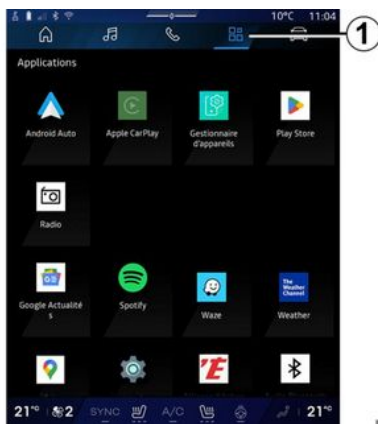 10°C 11:04
1
Applications
Android Auto
Apple CarPlay
Gestionnaire
d'appareils
Play Store
Radio
Google Actualité
s
Spotify
Waze
The
Weather
Channel
Weather
21°° 2 SYNC A/C 21°°